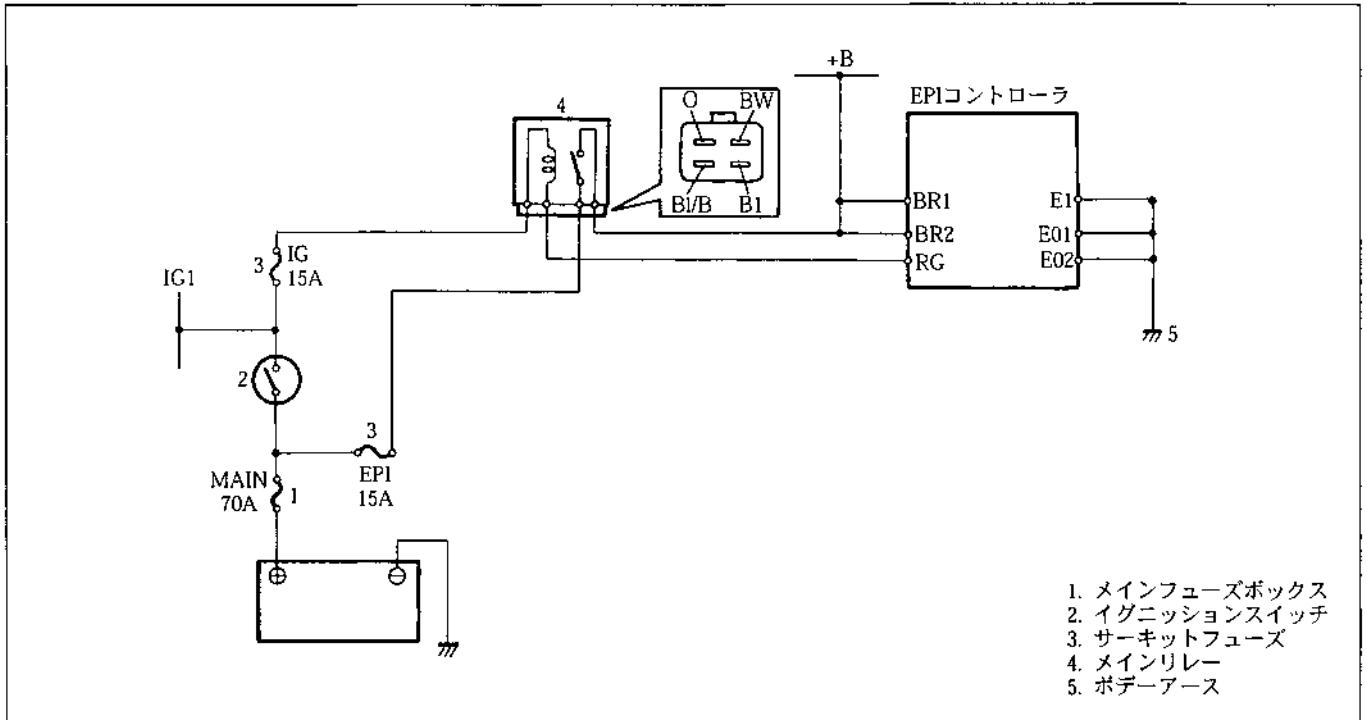 +B
EPIコントローラ
4
O BW
Bl/B Bl
BR1
BR2
RG
E1
E01
E02
5
3 IG
15A
IG1
2
3
EPI
15A
MAIN
70A 1
⊕ ⊖
1. メインフューズボックス
2. イグニッションスイッチ
3. サーキットフューズ
4. メインリレー
5. ボデーアース